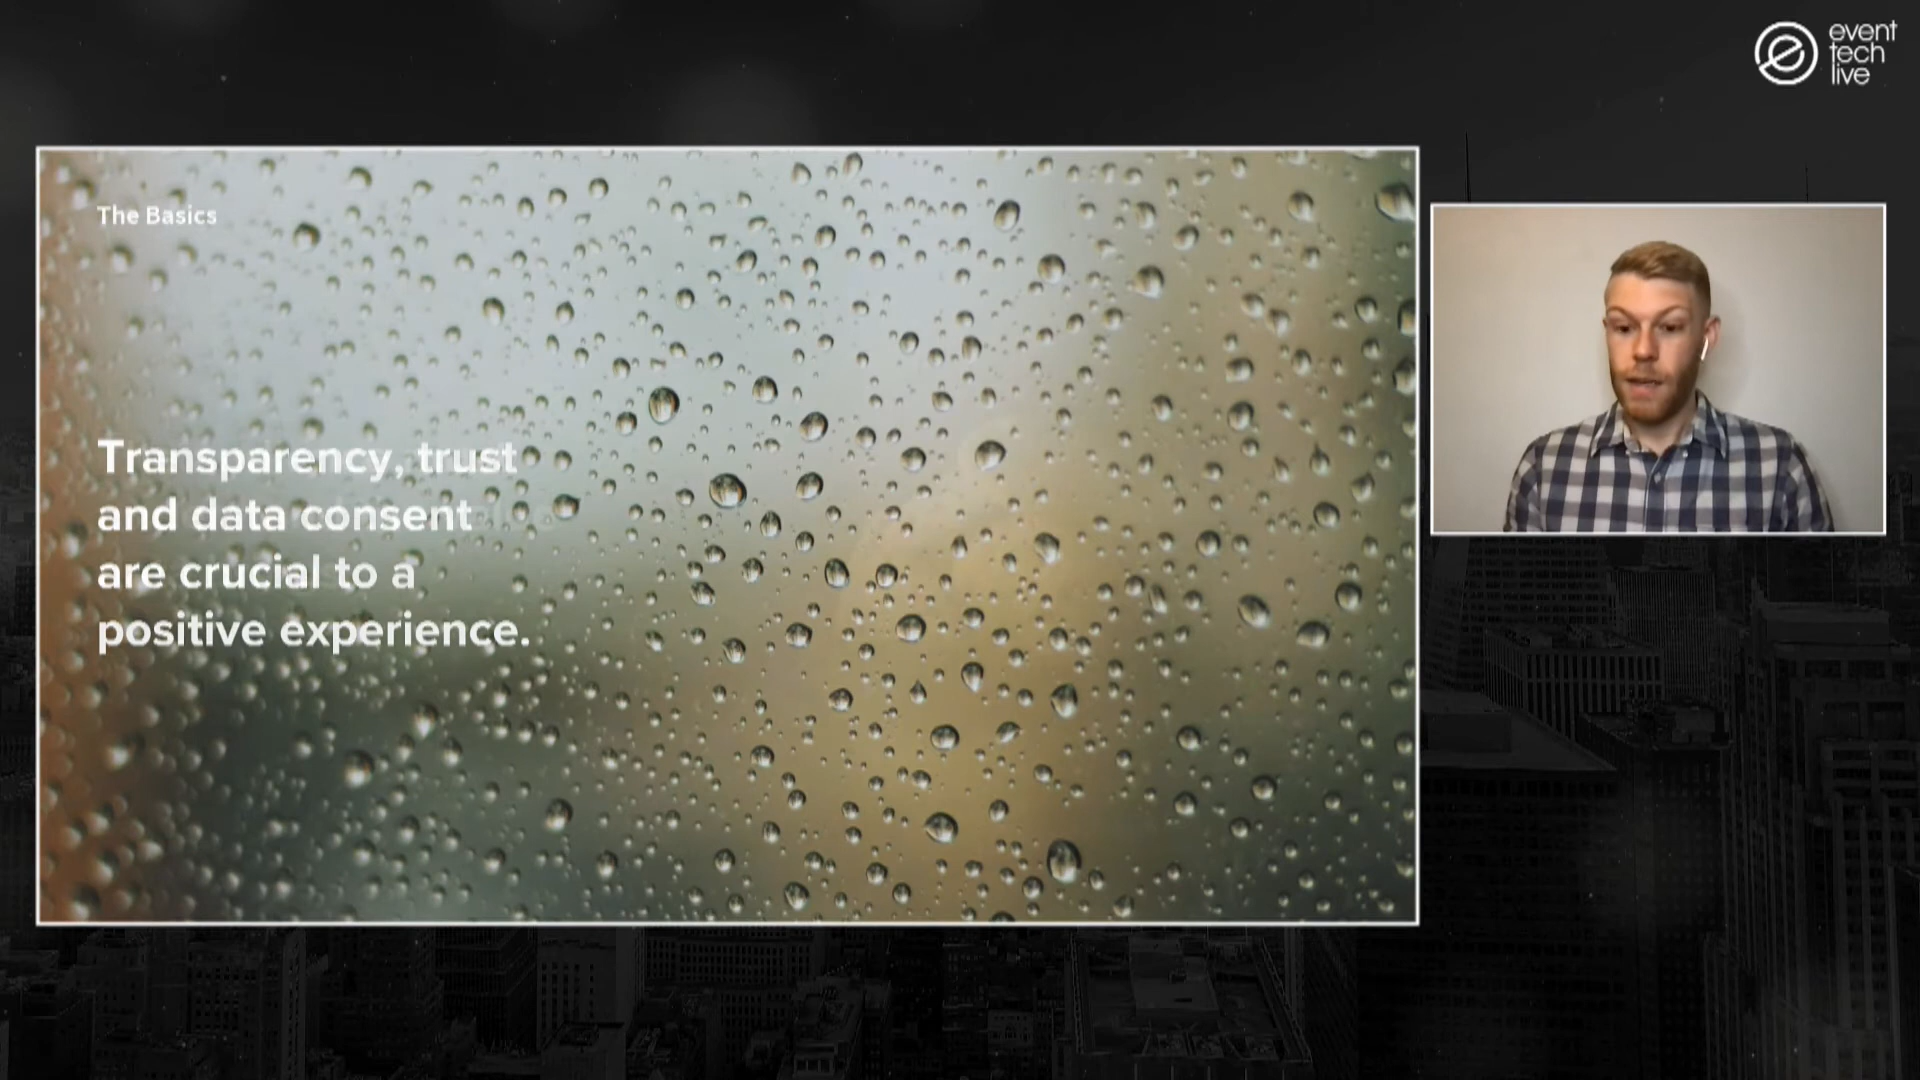 event
tech
live
The Basics
Transparency, trust
and data consent
are crucial to a
positive experience.